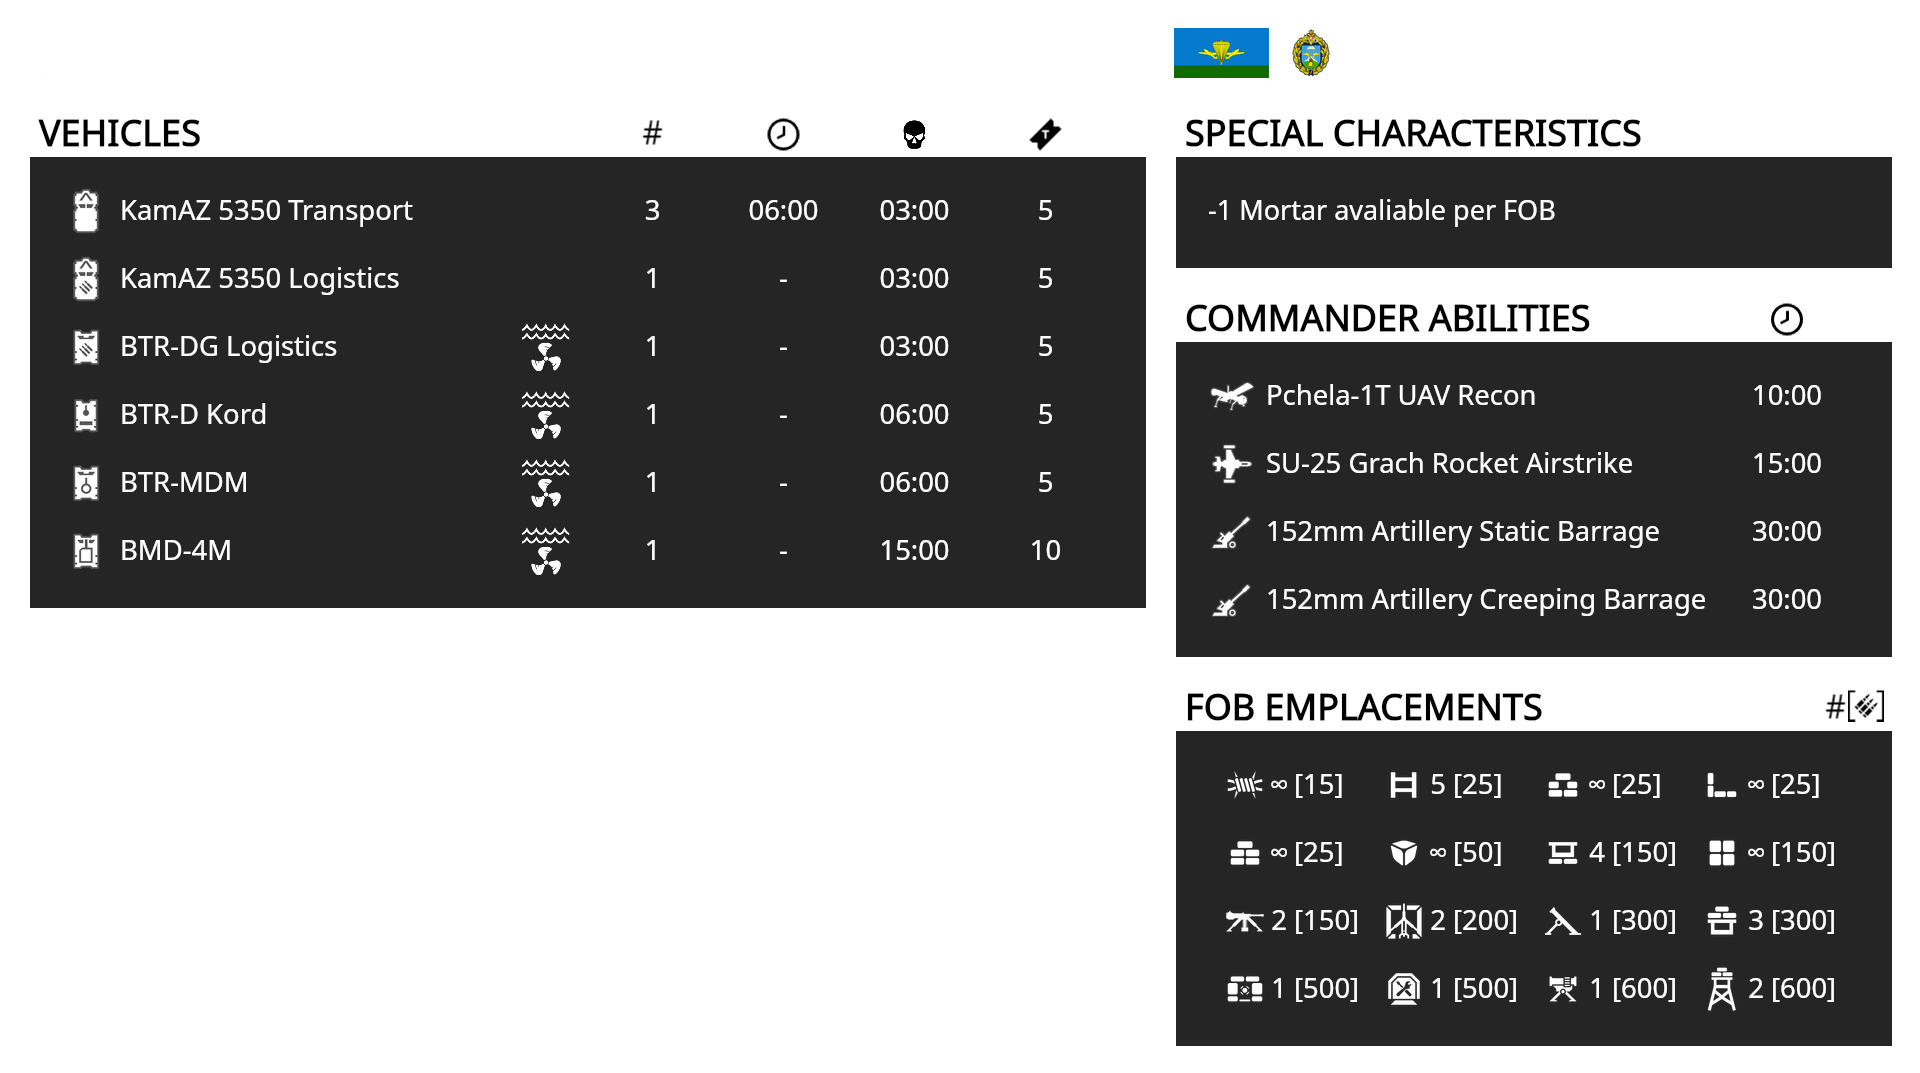 VEHICLES #
KamAZ 5350 Transport 3 06:00 03:00 5
KamAZ 5350 Logistics 1 - 03:00 5
BTR-DG Logistics 1 - 03:00 5
BTR-D Kord 1 - 06:00 5
BTR-MDM 1 - 06:00 5
BMD-4M 1 - 15:00 10
SPECIAL CHARACTERISTICS
-1 Mortar avaliable per FOB
COMMANDER ABILITIES
Pchela-1T UAV Recon 10:00
SU-25 Grach Rocket Airstrike 15:00
152mm Artillery Static Barrage 30:00
152mm Artillery Creeping Barrage 30:00
FOB EMPLACEMENTS #[ ]
∞ [15] 5 [25] ∞ [25] ∞ [25]
∞ [25] ∞ [50] 4 [150] ∞ [150]
2 [150] 2 [200] 1 [300] 3 [300]
1 [500] 1 [500] 1 [600] 2 [600]